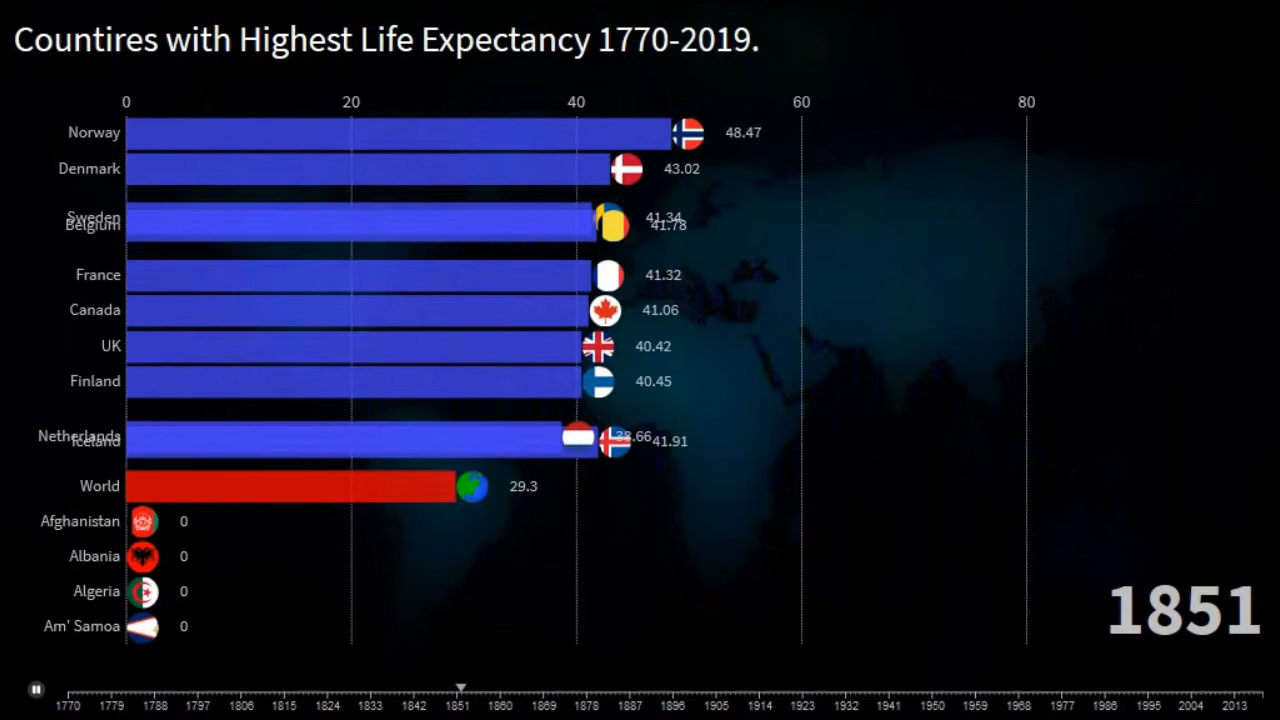 Countires with Highest Life Expectancy 1770-2019.
0 20 40 60 80
Norway 48.47
Denmark 43.02
Sweden 41.34
Belgium 41.78
France 41.32
Canada 41.06
UK 40.42
Finland 40.45
Netherlands 38.66
Iceland 41.91
World 29.3
Afghanistan 0
Albania 0
Algeria 0
Am' Samoa 0
1851
1770 1779 1788 1797 1806 1815 1824 1833 1842 1851 1860 1869 1878 1887 1896 1905 1914 1923 1932 1941 1950 1959 1968 1977 1986 1995 2004 2013